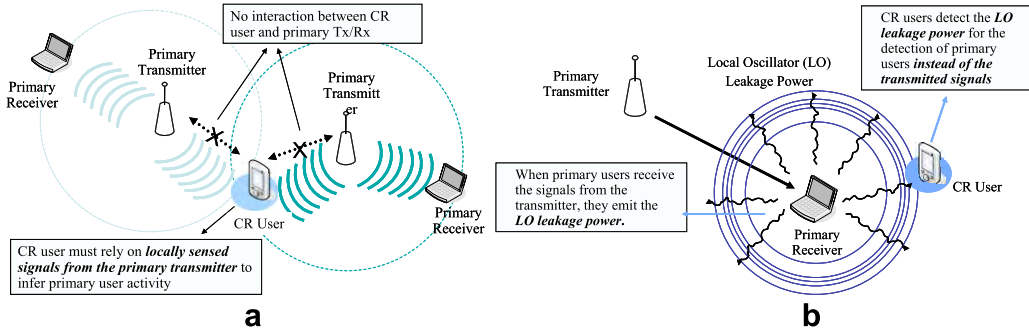 No interaction between CR
user and primary Tx/Rx
Primary
Receiver
Primary
Transmitter
Primary
Transmitt
er
CR User
Primary
Receiver
CR user must rely on locally sensed
signals from the primary transmitter to
infer primary user activity
a
CR users detect the LO
leakage power for the
detection of primary
users instead of the
transmitted signals
Primary
Transmitter
Local Oscillator (LO)
Leakage Power
When primary users receive
the signals from the
transmitter, they emit the
LO leakage power.
CR User
Primary
Receiver
b